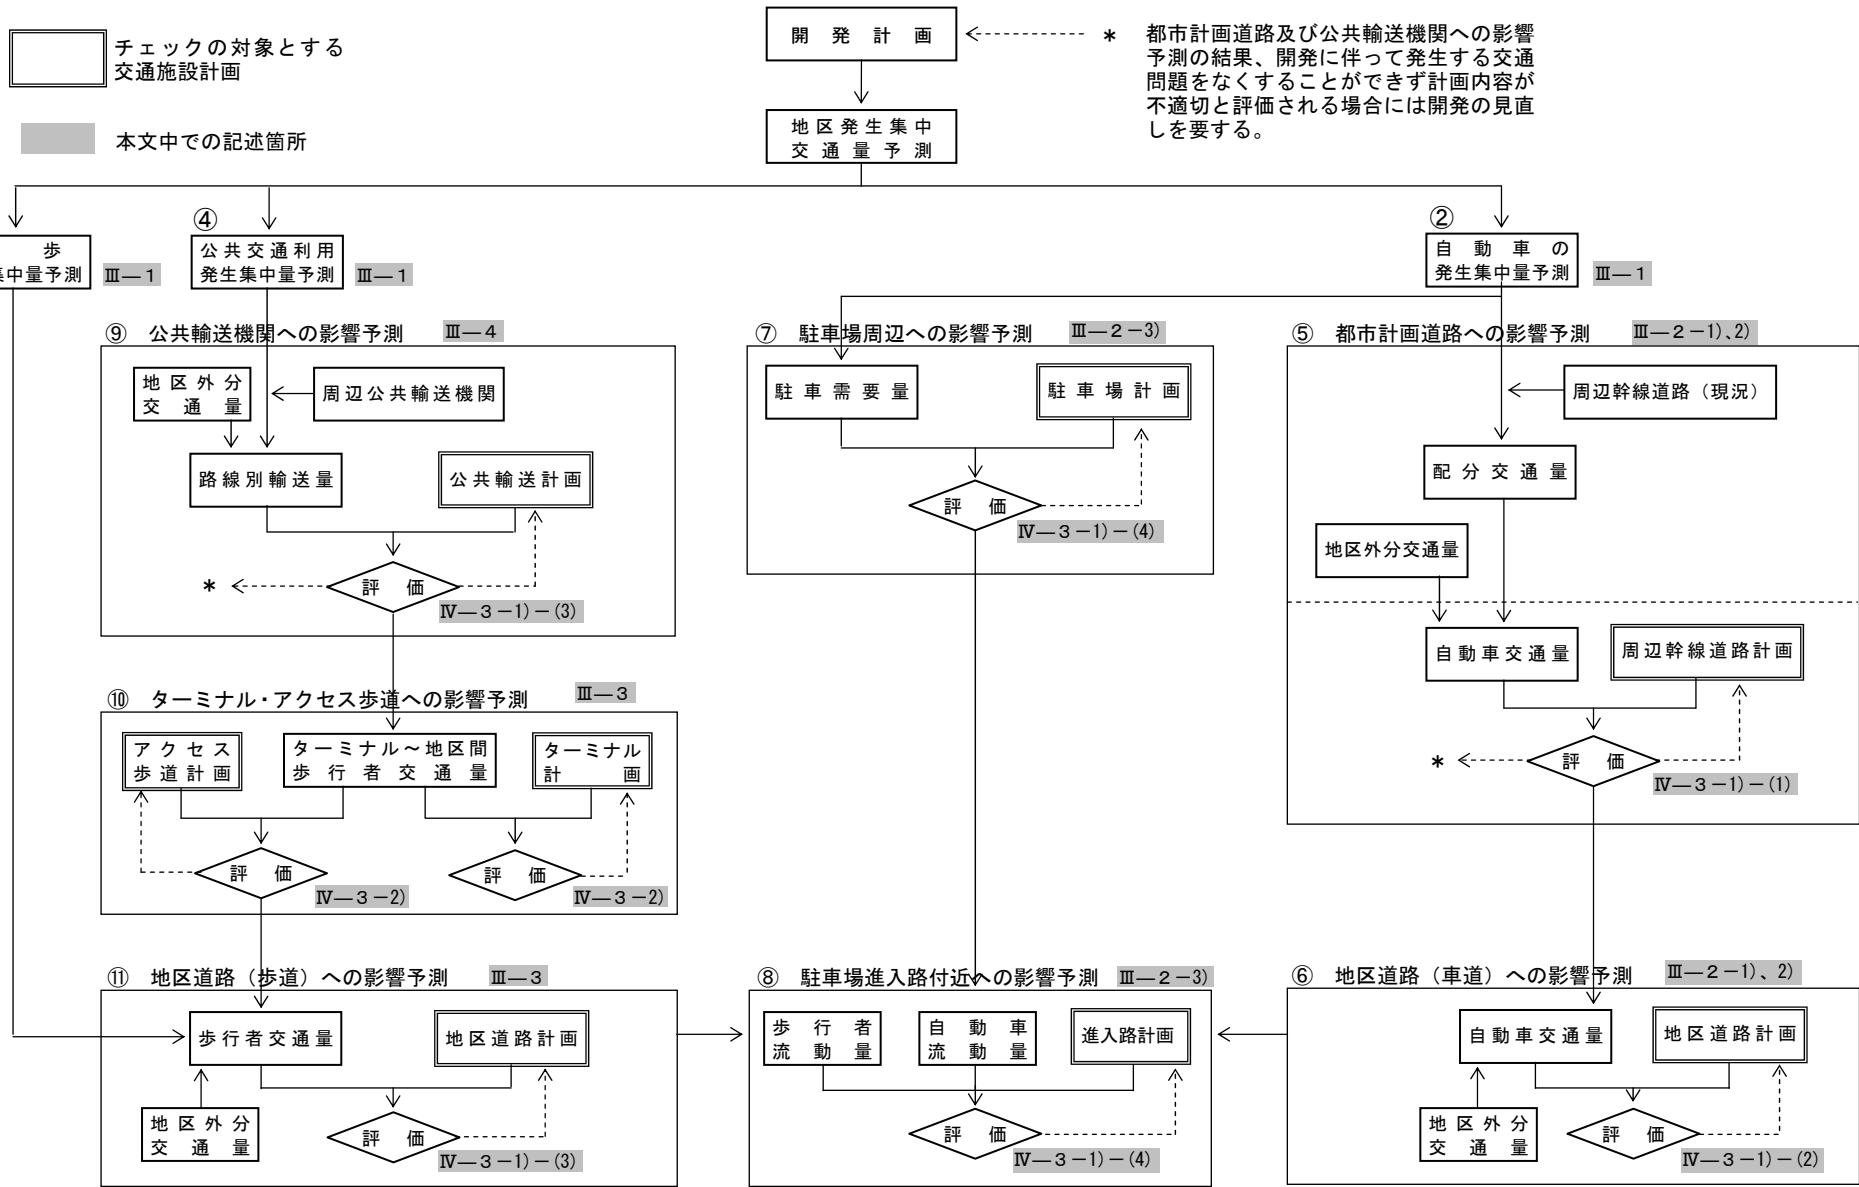 チェックの対象とする
交通施設計画
本文中での記述箇所
開発計画
*
都市計画道路及び公共輸送機関への影響
予測の結果、開発に伴って発生する交通
問題をなくすることができず計画内容が
不適切と評価される場合には開発の見直
しを要する。
地区発生集中
交通量予測
歩
集中量予測
Ⅲ―1
④
公共交通利用
発生集中量予測
Ⅲ―1
②
自動車の
発生集中量予測
Ⅲ―1
⑨ 公共輸送機関への影響予測 Ⅲ―4
地区外分
交通量
周辺公共輸送機関
路線別輸送量
公共輸送計画
評価
*
Ⅳ―3-1)-(3)
⑦ 駐車場周辺への影響予測 Ⅲ―2-3)
駐車需要量
駐車場計画
評価
Ⅳ―3-1)-(4)
⑤ 都市計画道路への影響予測 Ⅲ―2-1)、2)
周辺幹線道路(現況)
配分交通量
地区外分交通量
自動車交通量
周辺幹線道路計画
評価
*
Ⅳ―3-1)-(1)
⑩ ターミナル・アクセス歩道への影響予測 Ⅲ―3
アクセス
歩道計画
ターミナル~地区間
歩行者交通量
ターミナル
計画
評価
Ⅳ―3-2)
評価
Ⅳ―3-2)
⑪ 地区道路(歩道)への影響予測 Ⅲ―3
歩行者交通量
地区道路計画
地区外分
交通量
評価
Ⅳ―3-1)-(3)
⑧ 駐車場進入路付近への影響予測 Ⅲ―2-3)
歩行者
流動量
自動車
流動量
進入路計画
評価
Ⅳ―3-1)-(4)
⑥ 地区道路(車道)への影響予測 Ⅲ―2-1)、2)
自動車交通量
地区道路計画
地区外分
交通量
評価
Ⅳ―3-1)-(2)